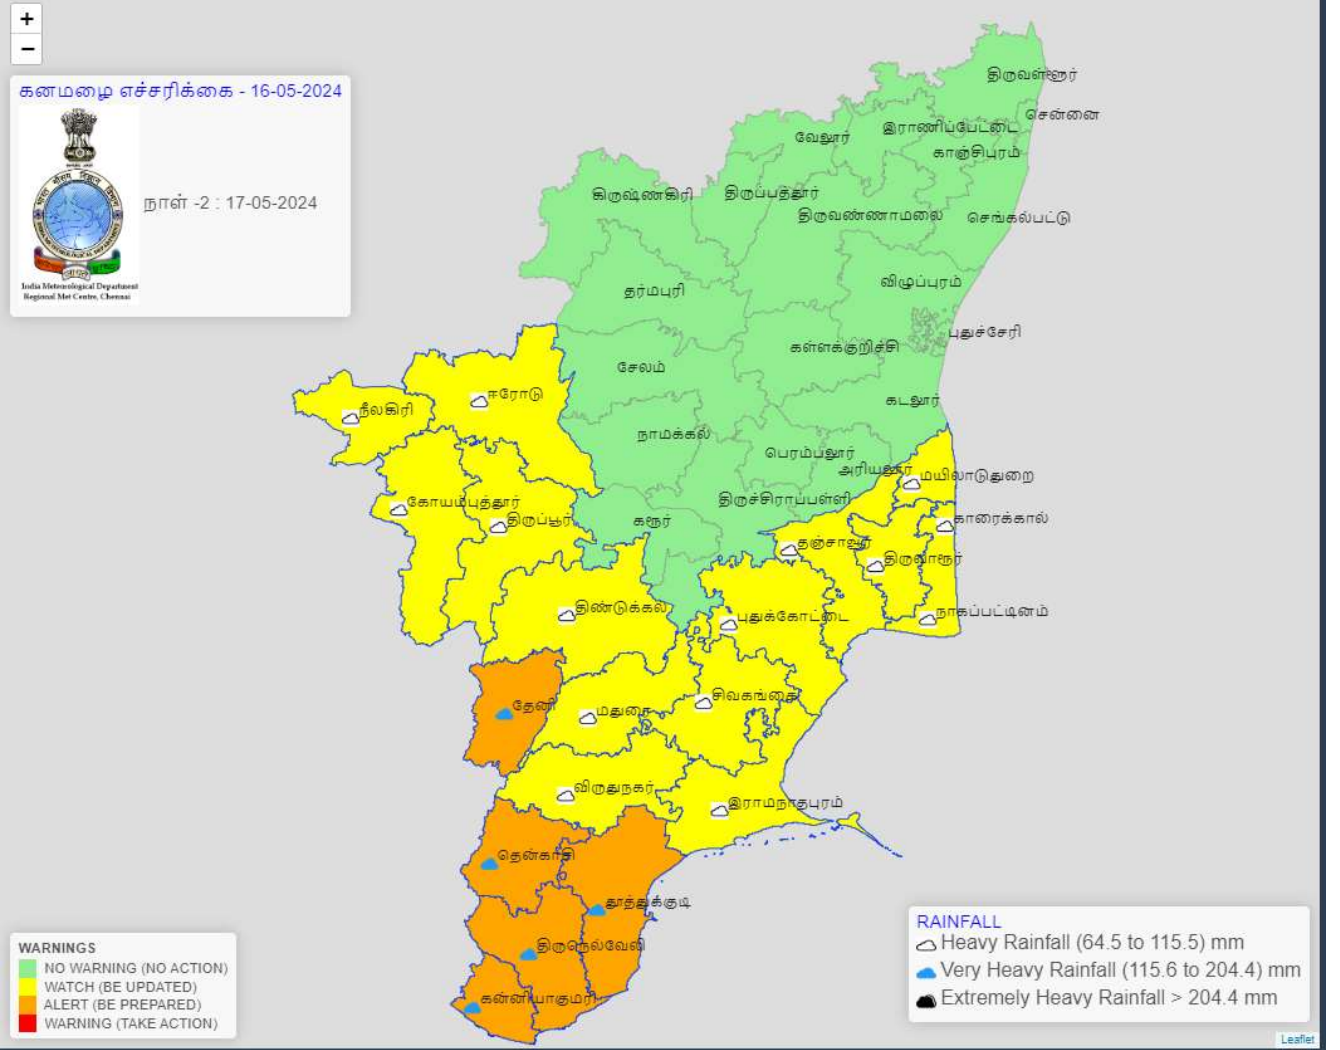 +
−
கனமழை எச்சரிக்கை - 16-05-2024
நாள் -2 : 17-05-2024
India Meteorological Department
Regional Met Centre, Chennai
திருவள்ளூர்
சென்னை
இராணிப்பேட்டை
வேலூர்
காஞ்சிபுரம்
கிருஷ்ணகிரி
திருப்பத்தூர்
திருவண்ணாமலை
செங்கல்பட்டு
விழுப்புரம்
தர்மபுரி
புதுச்சேரி
கள்ளக்குறிச்சி
சேலம்
ஈரோடு
கடலூர்
நீலகிரி
நாமக்கல்
பெரம்பலூர்
அரியலூர்
மயிலாடுதுறை
கோயம்புத்தூர்
திருச்சிராப்பள்ளி
திருப்பூர்
கரூர்
காரைக்கால்
தஞ்சாவூர்
திருவாரூர்
திண்டுக்கல்
புதுக்கோட்டை
நாகப்பட்டினம்
தேனி
மதுரை
சிவகங்கை
விருதுநகர்
இராமநாதபுரம்
தென்காசி
தூத்துக்குடி
திருநெல்வேலி
கன்னியாகுமரி
WARNINGS
NO WARNING (NO ACTION)
WATCH (BE UPDATED)
ALERT (BE PREPARED)
WARNING (TAKE ACTION)
RAINFALL
Heavy Rainfall (64.5 to 115.5) mm
Very Heavy Rainfall (115.6 to 204.4) mm
Extremely Heavy Rainfall > 204.4 mm
Leaflet